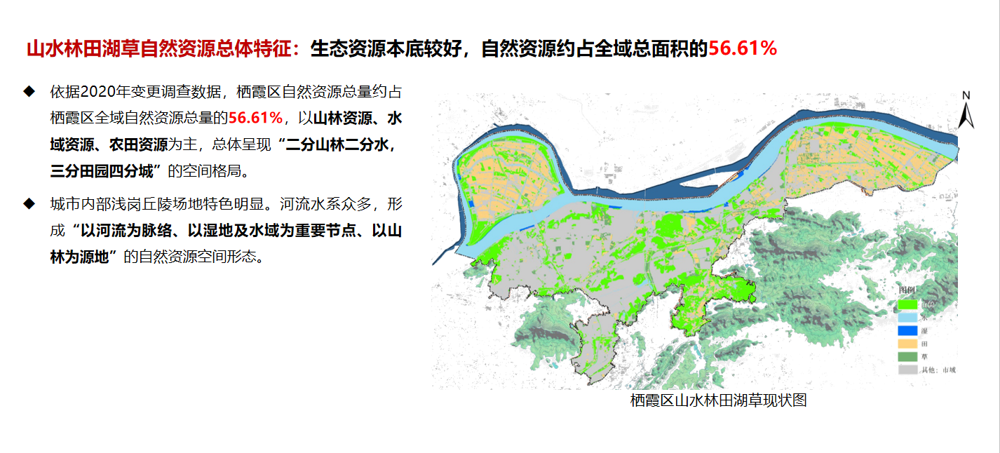 山水林田湖草自然资源总体特征：生态资源本底较好，自然资源约占全域总面积的56.61%
◆ 依据2020年变更调查数据，栖霞区自然资源总量约占
栖霞区全域自然资源总量的56.61%，以山林资源、水
域资源、农田资源为主，总体呈现“二分山林二分水，
三分田园四分城”的空间格局。
◆ 城市内部浅岗丘陵场地特色明显。河流水系众多，形
成“以河流为脉络、以湿地及水域为重要节点、以山
林为源地”的自然资源空间形态。
N
图例
水
湿
田
草
其他：市域
栖霞区山水林田湖草现状图